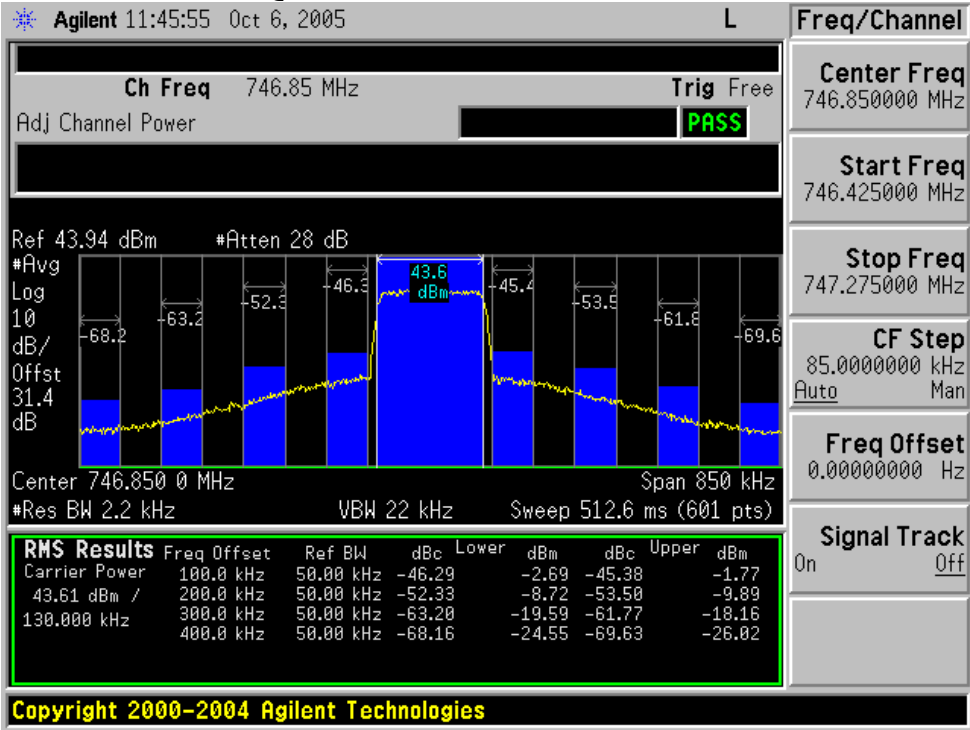 Agilent 11:45:55 Oct 6, 2005 L
Freq/Channel
Ch Freq 746.85 MHz Trig Free
Adj Channel Power PASS
Center Freq
746.850000 MHz
Start Freq
746.425000 MHz
Stop Freq
747.275000 MHz
CF Step
85.0000000 kHz
Auto Man
Freq Offset
0.00000000 Hz
Signal Track
On Off
Ref 43.94 dBm #Atten 28 dB
#Avg
Log
10
dB/
Offst
31.4
dB
-68.2 -63.2 -52.3 -46.3 43.6 dBm -45.4 -53.5 -61.8 -69.6
Center 746.850 0 MHz Span 850 kHz
#Res BW 2.2 kHz VBW 22 kHz Sweep 512.6 ms (601 pts)
RMS Results Freq Offset Ref BW dBc Lower dBm dBc Upper dBm
Carrier Power 100.0 kHz 50.00 kHz -46.29 -2.69 -45.38 -1.77
43.61 dBm / 200.0 kHz 50.00 kHz -52.33 -8.72 -53.50 -9.89
130.000 kHz 300.0 kHz 50.00 kHz -63.20 -19.59 -61.77 -18.16
400.0 kHz 50.00 kHz -68.16 -24.55 -69.63 -26.02
Copyright 2000-2004 Agilent Technologies